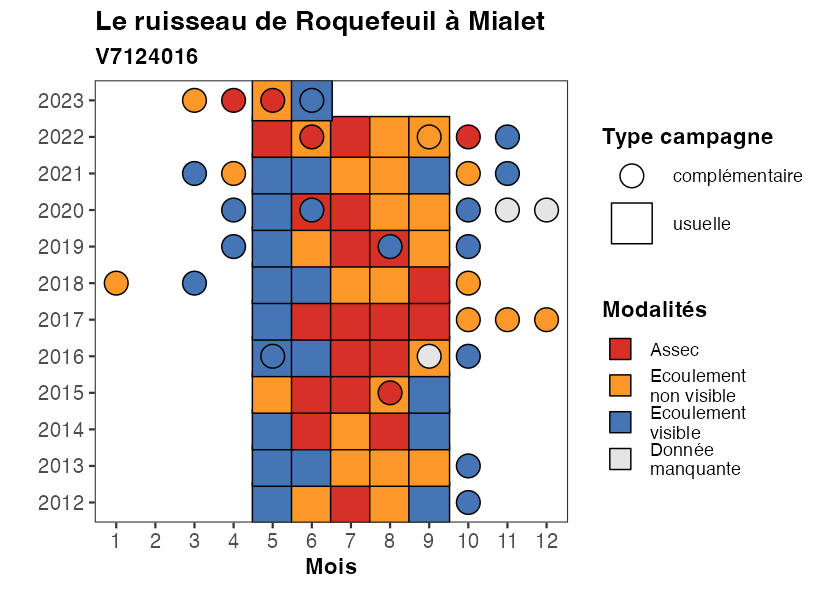 Le ruisseau de Roquefeuil à Mialet
V7124016
2023
2022
2021
2020
2019
2018
2017
2016
2015
2014
2013
2012
1 2 3 4 5 6 7 8 9 10 11 12
Mois
Type campagne
complémentaire
usuelle
Modalités
Assec
Ecoulement
non visible
Ecoulement
visible
Donnée
manquante